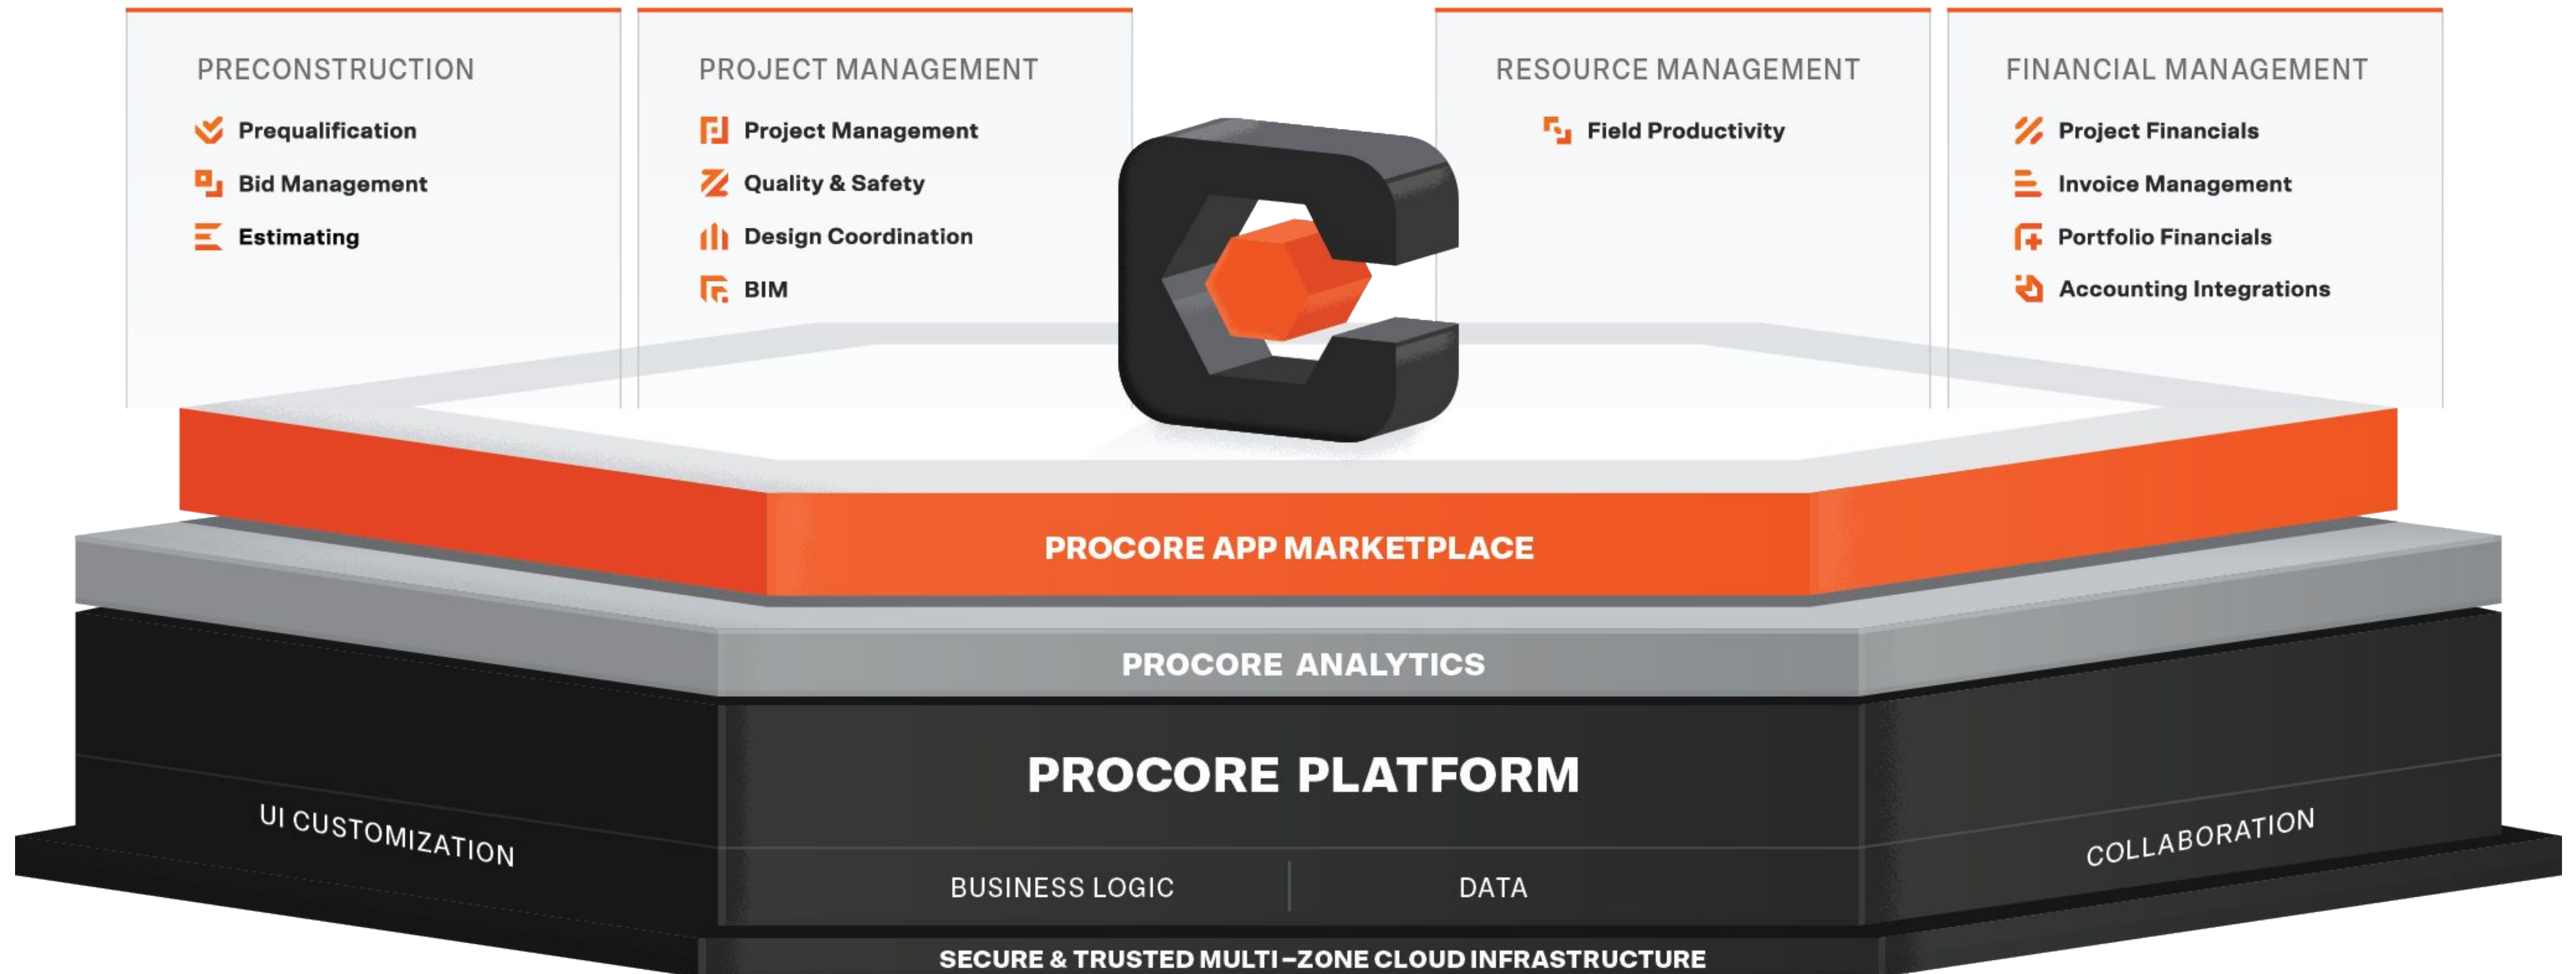 PRECONSTRUCTION
Prequalification
Bid Management
Estimating
PROJECT MANAGEMENT
Project Management
Quality & Safety
Design Coordination
BIM
RESOURCE MANAGEMENT
Field Productivity
FINANCIAL MANAGEMENT
Project Financials
Invoice Management
Portfolio Financials
Accounting Integrations
PROCORE APP MARKETPLACE
PROCORE ANALYTICS
PROCORE PLATFORM
UI CUSTOMIZATION
BUSINESS LOGIC
DATA
COLLABORATION
SECURE & TRUSTED MULTI–ZONE CLOUD INFRASTRUCTURE